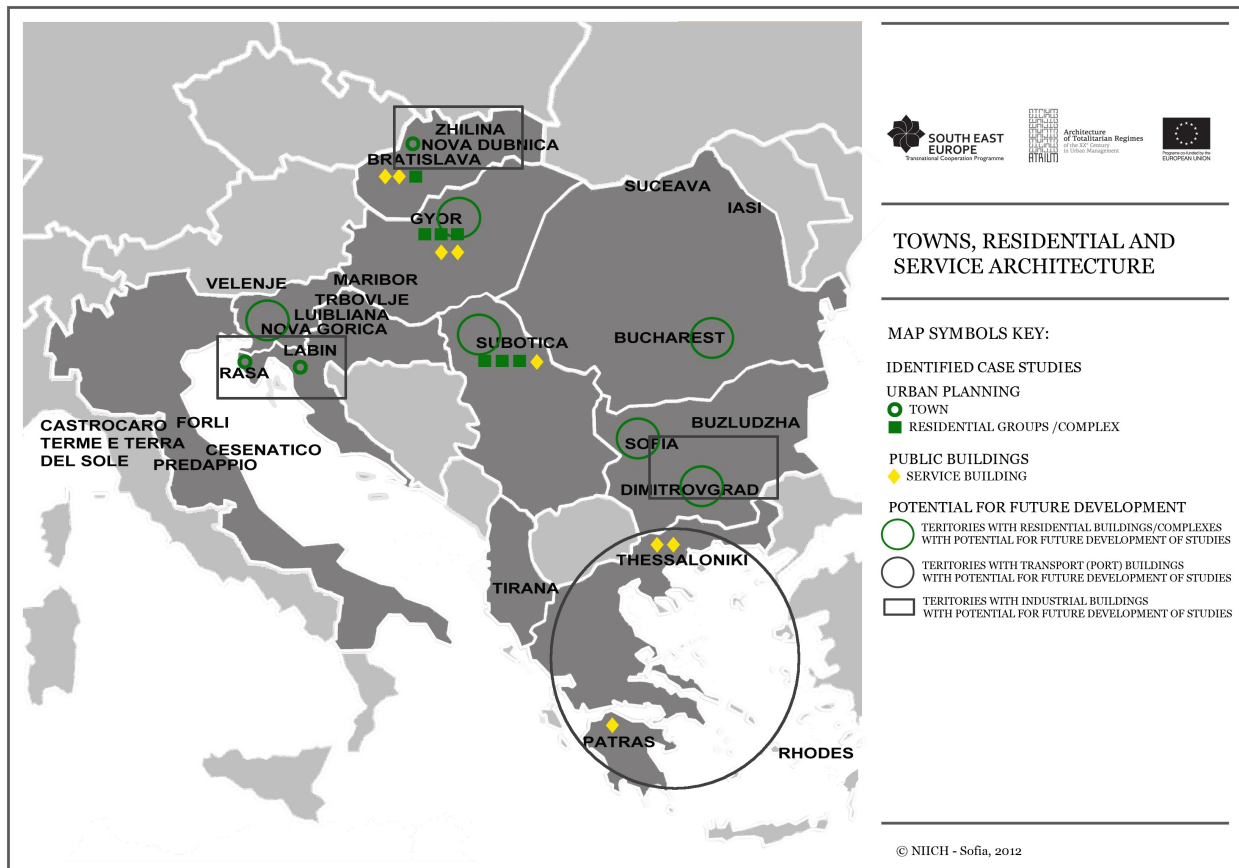 ZHILINA
NOVA DUBNICA
BRATISLAVA
SUCEAVA
IASI
GYOR
VELENJE
MARIBOR
TRBOVLJE
LUIBLIANA
NOVA GORICA
LABIN
RASA
SUBOTICA
BUCHAREST
CASTROCARO
TERME E TERRA
DEL SOLE
FORLI
CESENATICO
PREDAPPIO
BUZLUDZHA
SOFIA
DIMITROVGRAD
THESSALONIKI
TIRANA
PATRAS
RHODES
SOUTH EAST
EUROPE
Transnational Cooperation Programme
ATRIUM
Architecture
of Totalitarian Regimes
of the XX° Century
in Urban Management
Programme co-funded by the
EUROPEAN UNION
TOWNS, RESIDENTIAL AND
SERVICE ARCHITECTURE
MAP SYMBOLS KEY:
IDENTIFIED CASE STUDIES
URBAN PLANNING
TOWN
RESIDENTIAL GROUPS /COMPLEX
PUBLIC BUILDINGS
SERVICE BUILDING
POTENTIAL FOR FUTURE DEVELOPMENT
TERITORIES WITH RESIDENTIAL BUILDINGS/COMPLEXES
WITH POTENTIAL FOR FUTURE DEVELOPMENT OF STUDIES
TERITORIES WITH TRANSPORT (PORT) BUILDINGS
WITH POTENTIAL FOR FUTURE DEVELOPMENT OF STUDIES
TERITORIES WITH INDUSTRIAL BUILDINGS
WITH POTENTIAL FOR FUTURE DEVELOPMENT OF STUDIES
© NIICH - Sofia, 2012